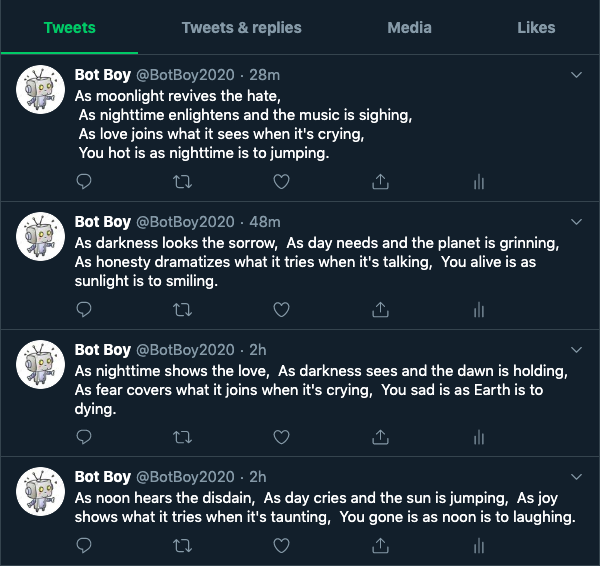 Tweets Tweets & replies Media Likes
Bot Boy @BotBoy2020 · 28m
As moonlight revives the hate,
As nighttime enlightens and the music is sighing,
As love joins what it sees when it's crying,
You hot is as nighttime is to jumping.
Bot Boy @BotBoy2020 · 48m
As darkness looks the sorrow,  As day needs and the planet is grinning,
As honesty dramatizes what it tries when it's talking,  You alive is as
sunlight is to smiling.
Bot Boy @BotBoy2020 · 2h
As nighttime shows the love,  As darkness sees and the dawn is holding,
As fear covers what it joins when it's crying,  You sad is as Earth is to
dying.
Bot Boy @BotBoy2020 · 2h
As noon hears the disdain,  As day cries and the sun is jumping,  As joy
shows what it tries when it's taunting,  You gone is as noon is to laughing.